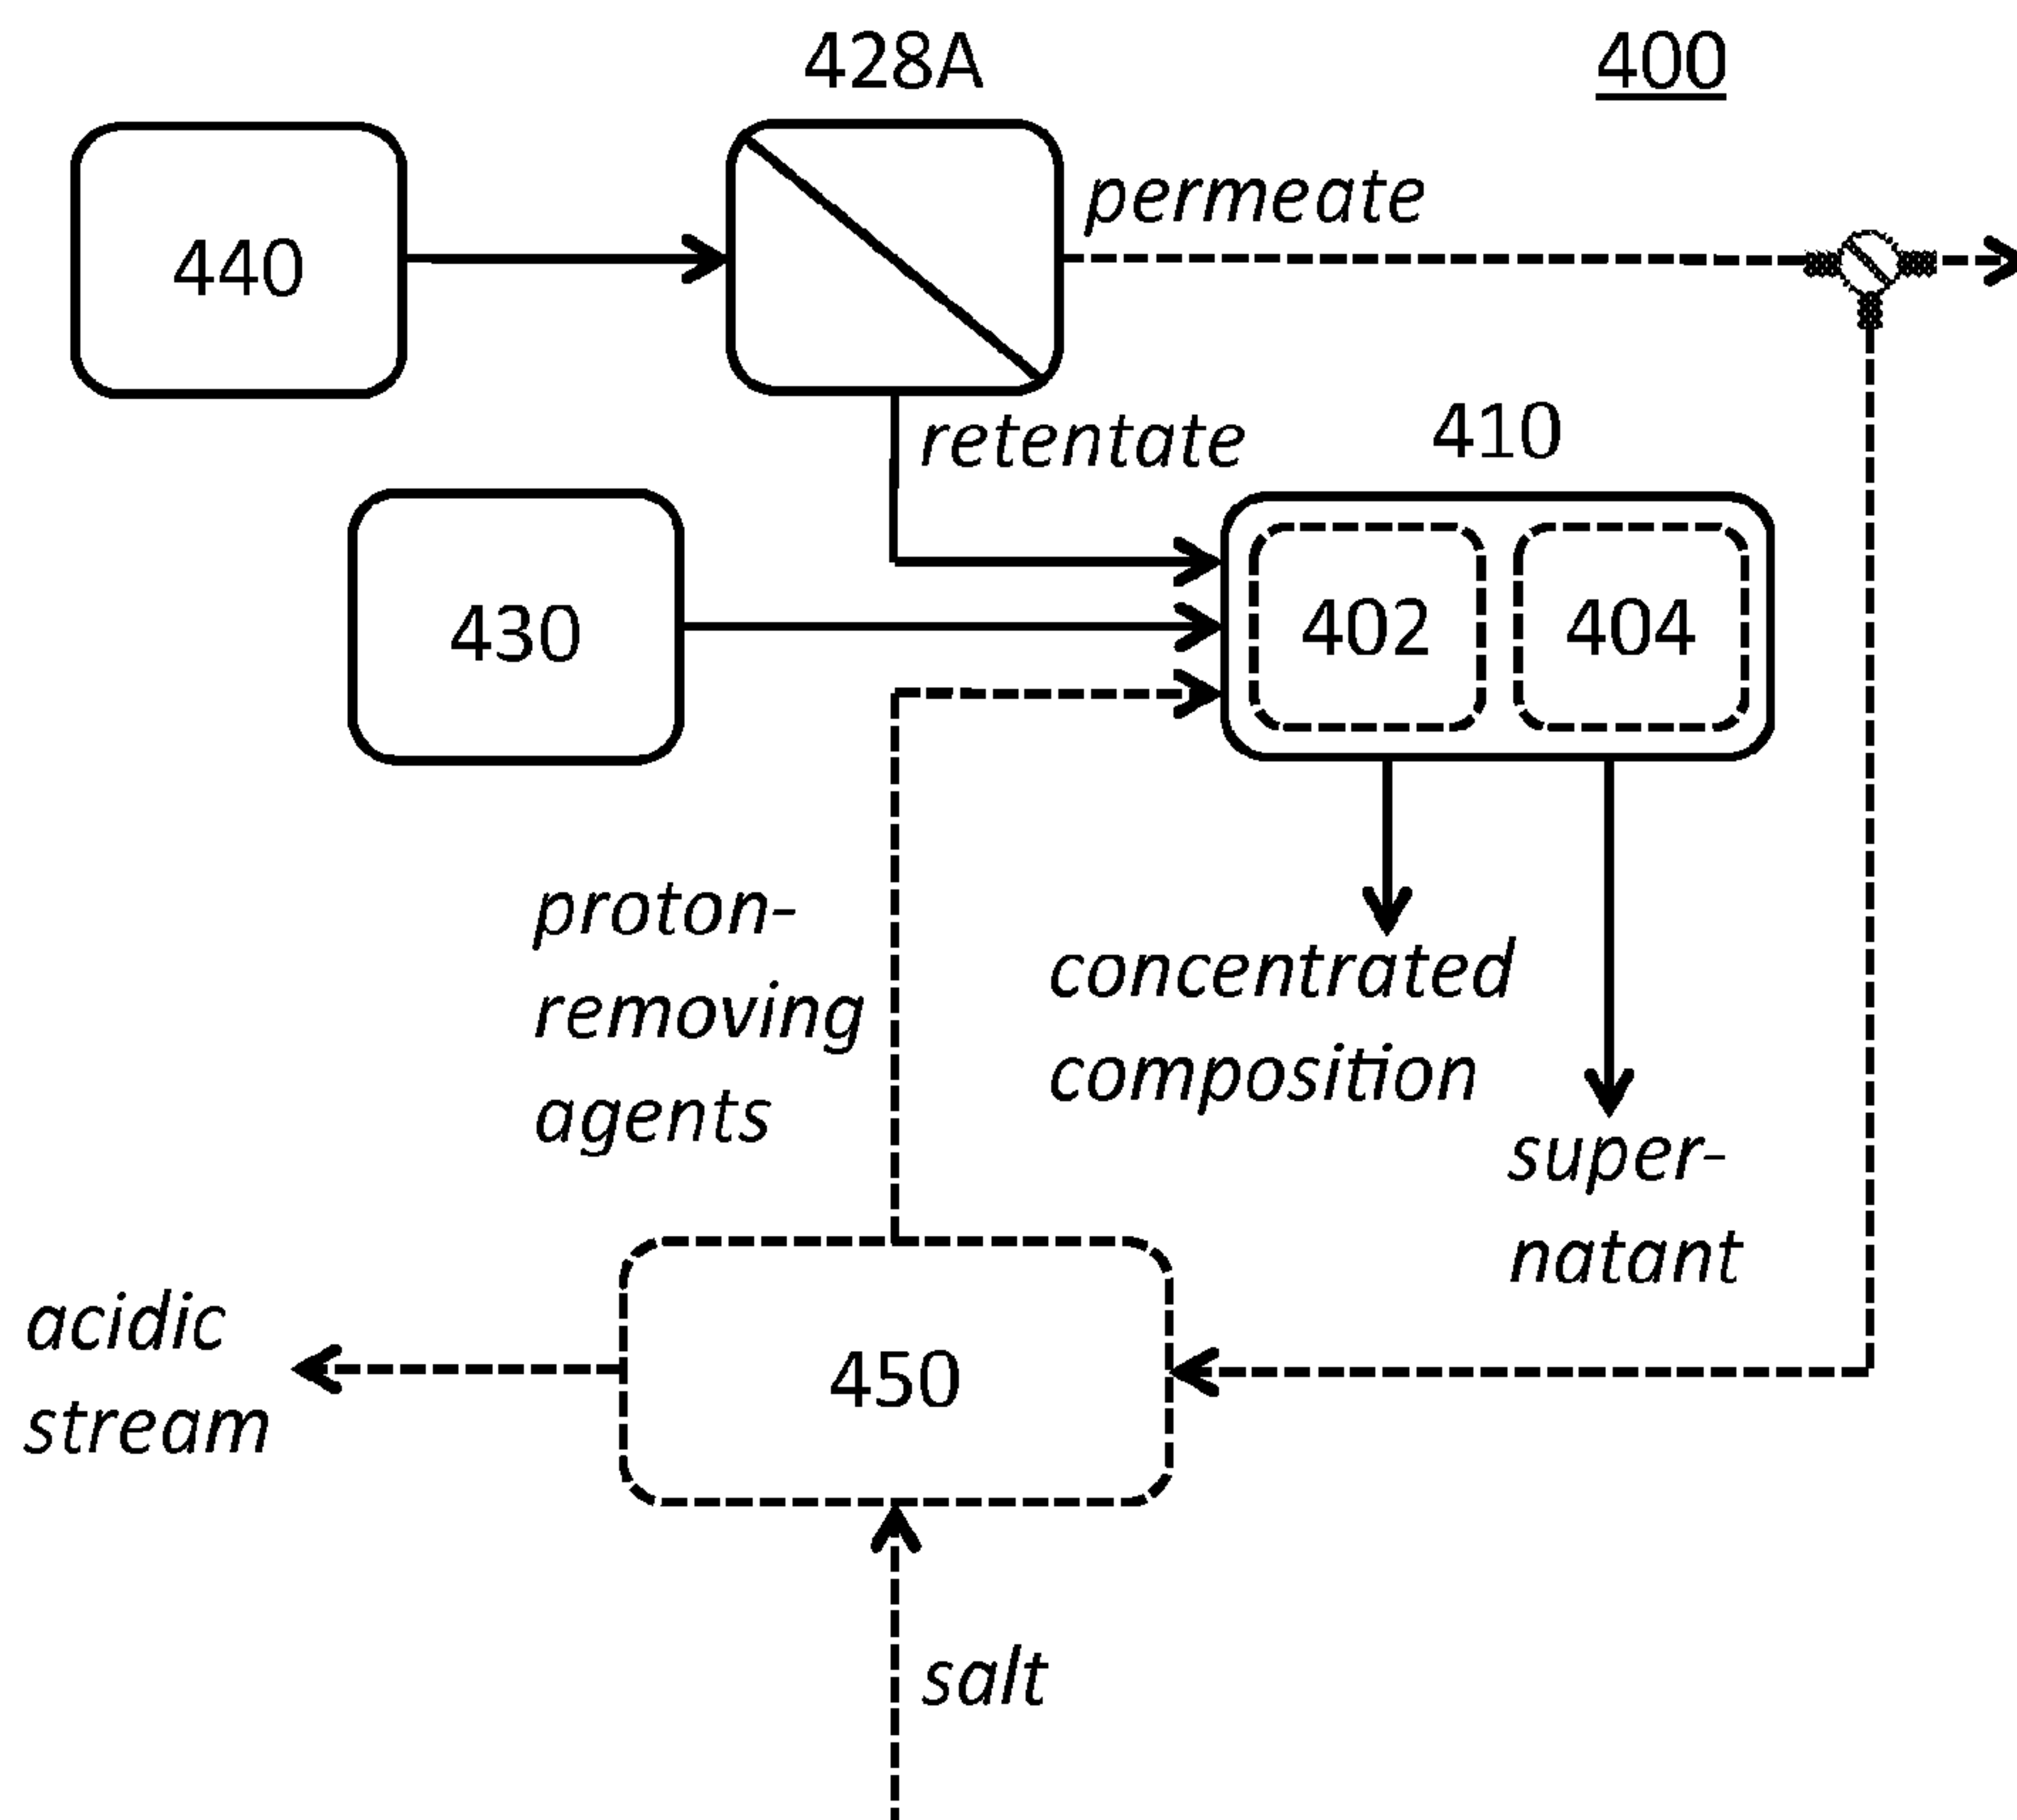 428A
400
440
permeate
retentate
410
430
402
404
proton-
removing
agents
concentrated
composition
super-
natant
acidic
stream
450
salt